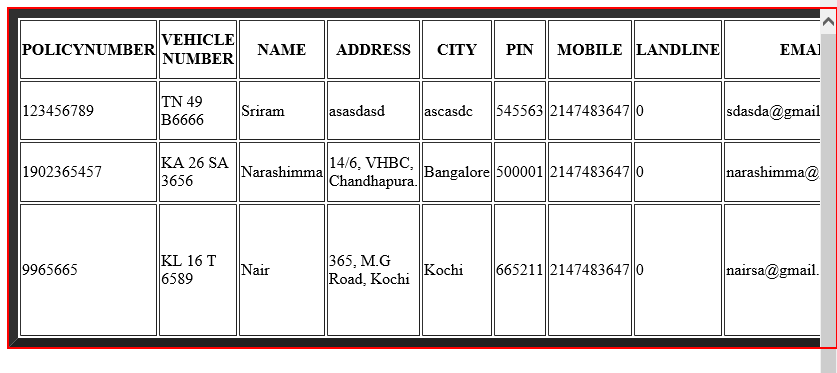 POLICYNUMBER VEHICLE NUMBER NAME ADDRESS CITY PIN MOBILE LANDLINE EMAI
123456789 TN 49 B6666 Sriram asasdasd ascasdc 545563 2147483647 0 sdasda@gmail
1902365457 KA 26 SA 3656 Narashimma 14/6, VHBC, Chandhapura. Bangalore 500001 2147483647 0 narashimma@
9965665 KL 16 T 6589 Nair 365, M.G Road, Kochi Kochi 665211 2147483647 0 nairsa@gmail.